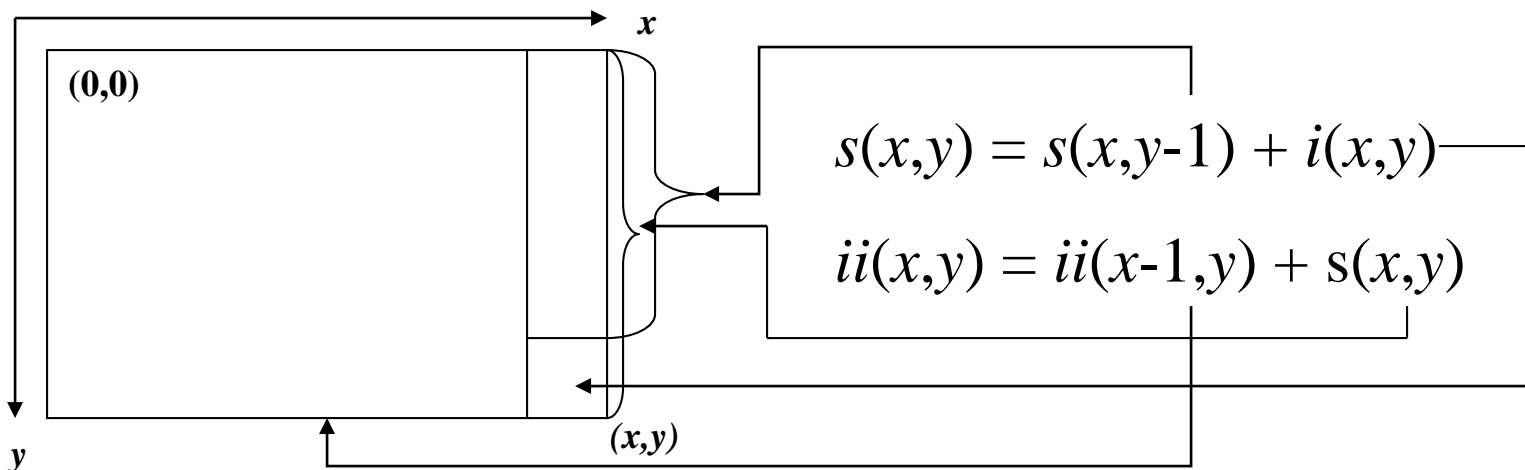 x
(0,0)
s(x,y) = s(x,y-1) + i(x,y)
ii(x,y) = ii(x-1,y) + s(x,y)
(x,y)
y